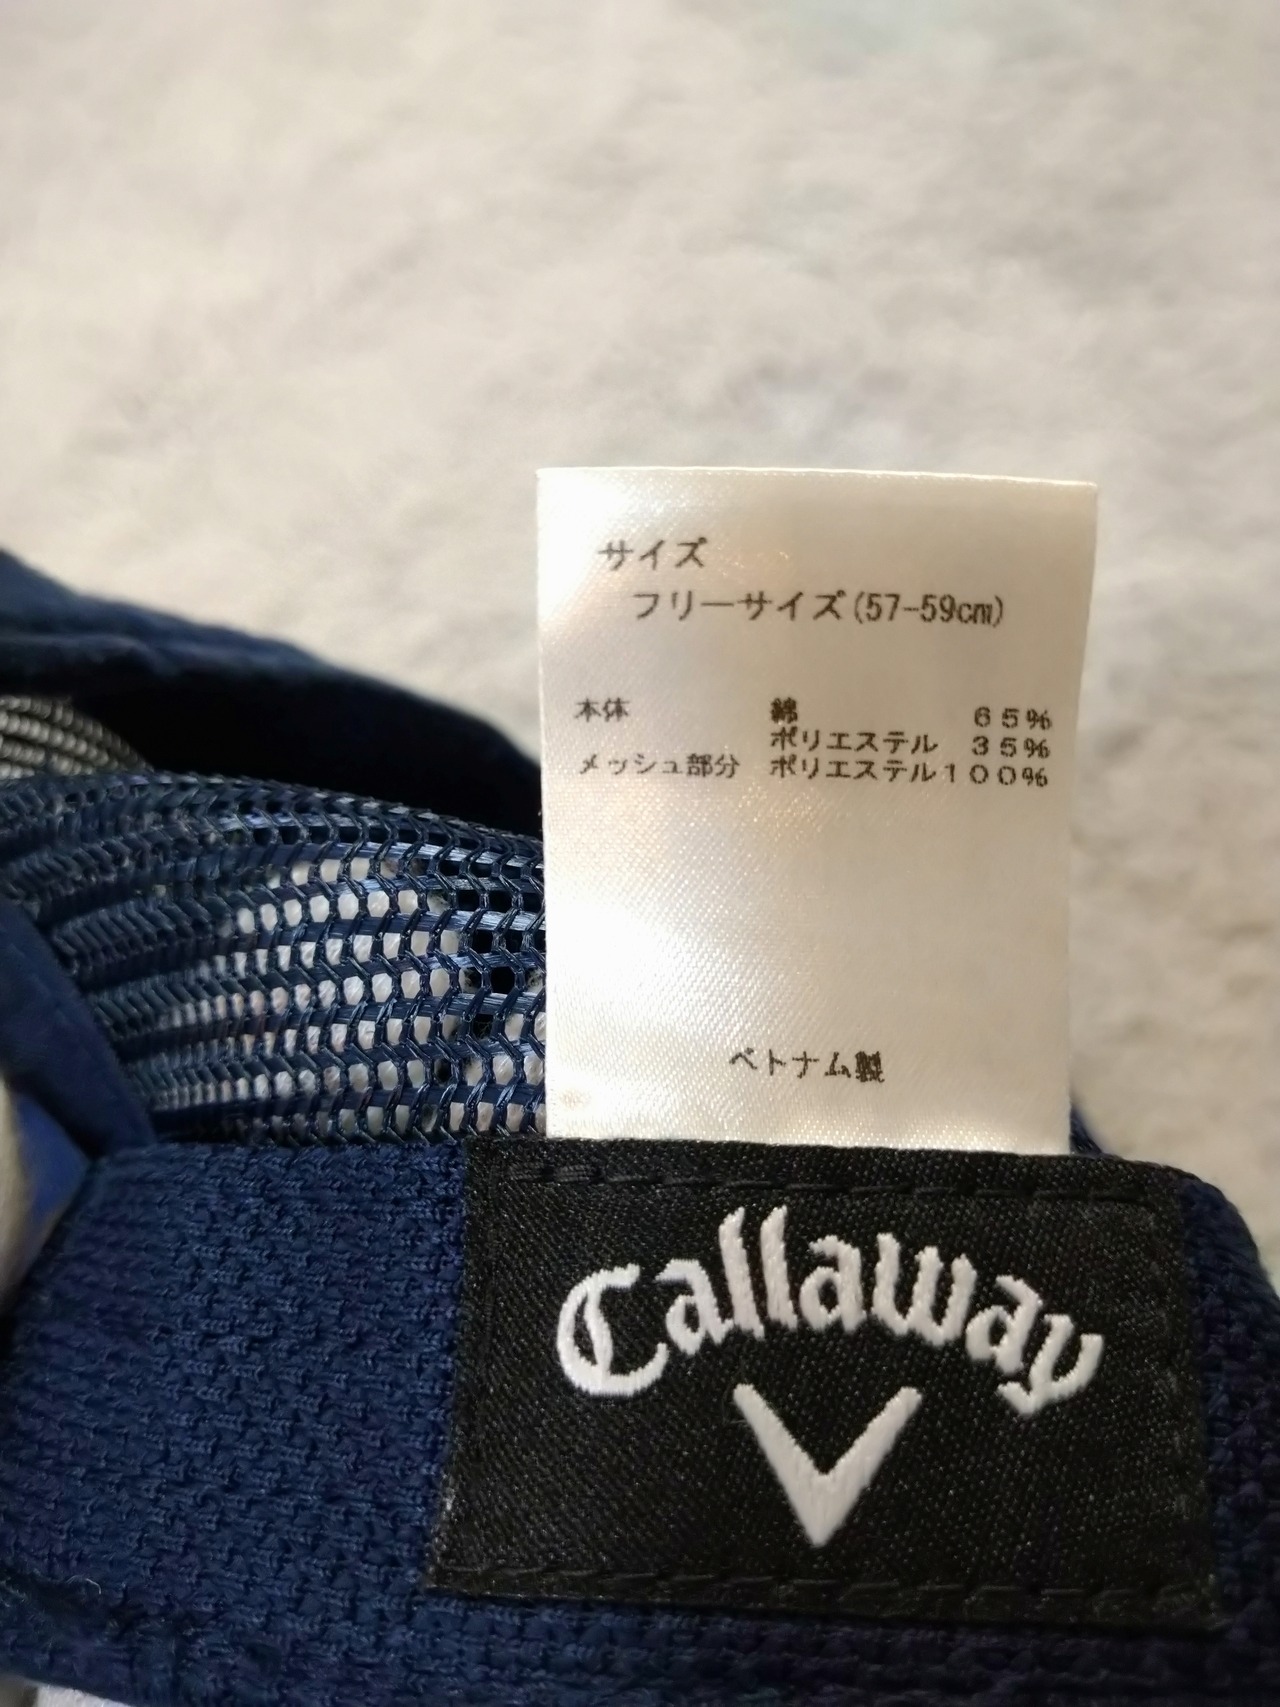 サイズ
フリーサイズ(57-59cm)
本体 綿 65%
ポリエステル 35%
メッシュ部分 ポリエステル100%
ベトナム製
Callaway